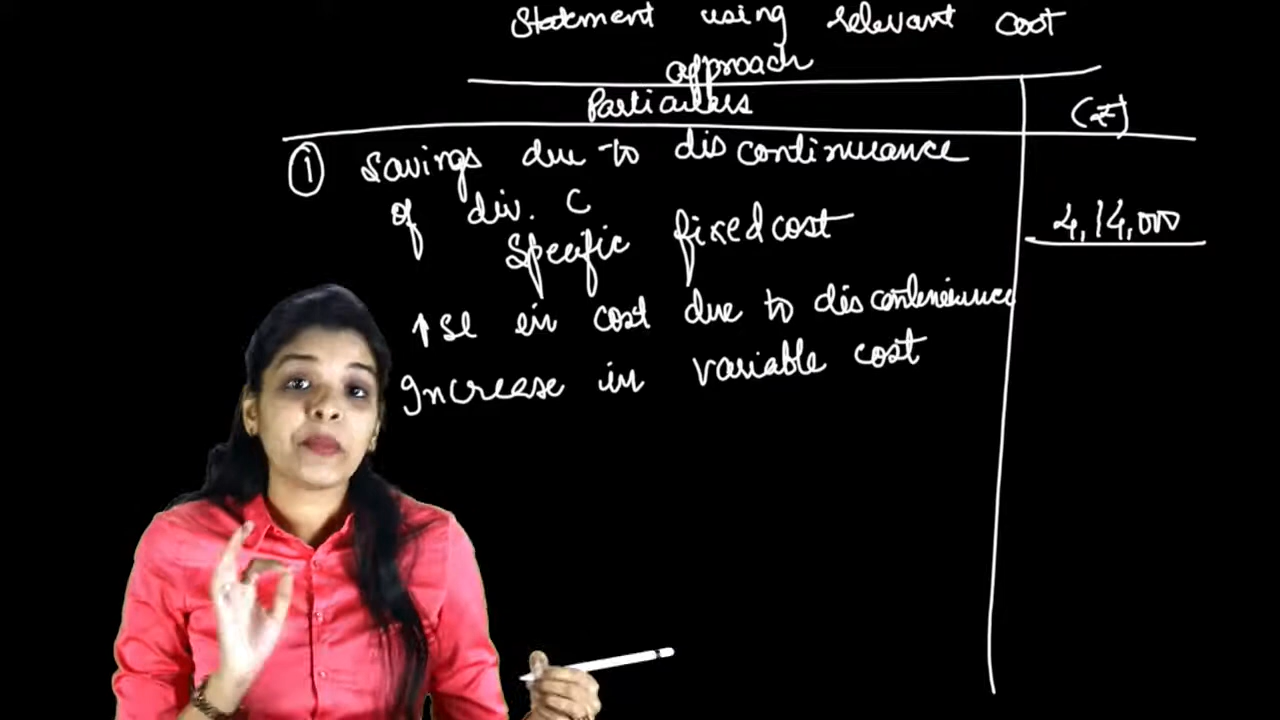 Statement using relevant cost
approach
Particulars (₹)
① Savings due to discontinuance
of div. C
Specific fixed cost 4,14,000
↑se in cost due to discontinuance
Increase in variable cost